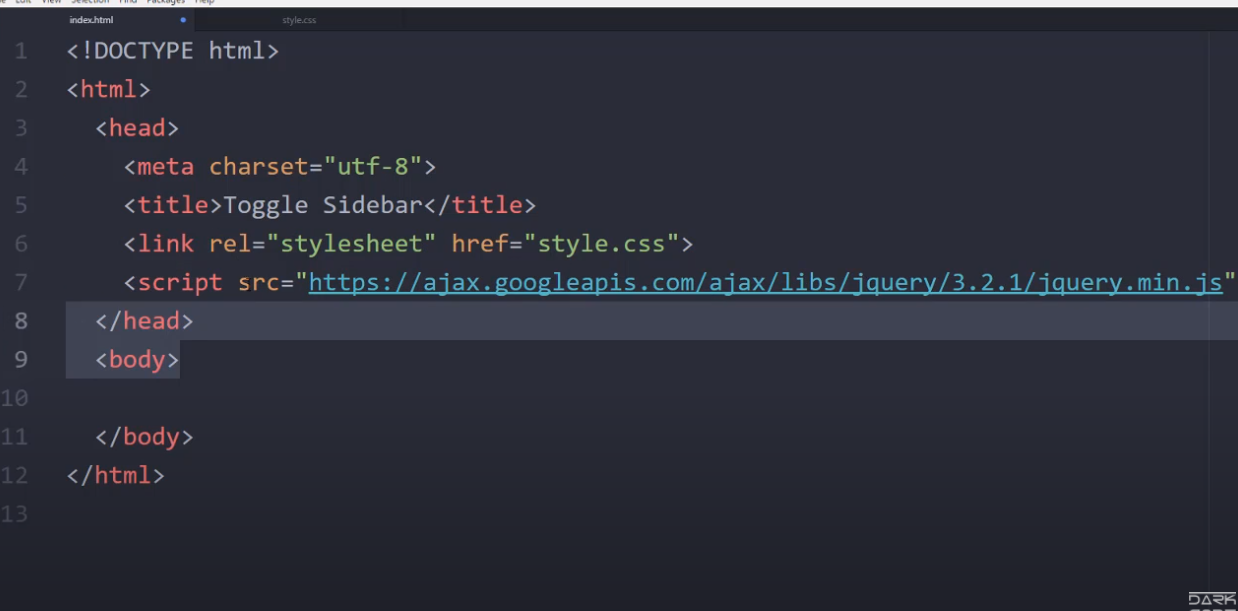 Edit View Selection Find Packages Help
index.html style.css
1 <!DOCTYPE html>
2 <html>
3 <head>
4 <meta charset="utf-8">
5 <title>Toggle Sidebar</title>
6 <link rel="stylesheet" href="style.css">
7 <script src="https://ajax.googleapis.com/ajax/libs/jquery/3.2.1/jquery.min.js"
8 </head>
9 <body>
10
11 </body>
12 </html>
13
DARK